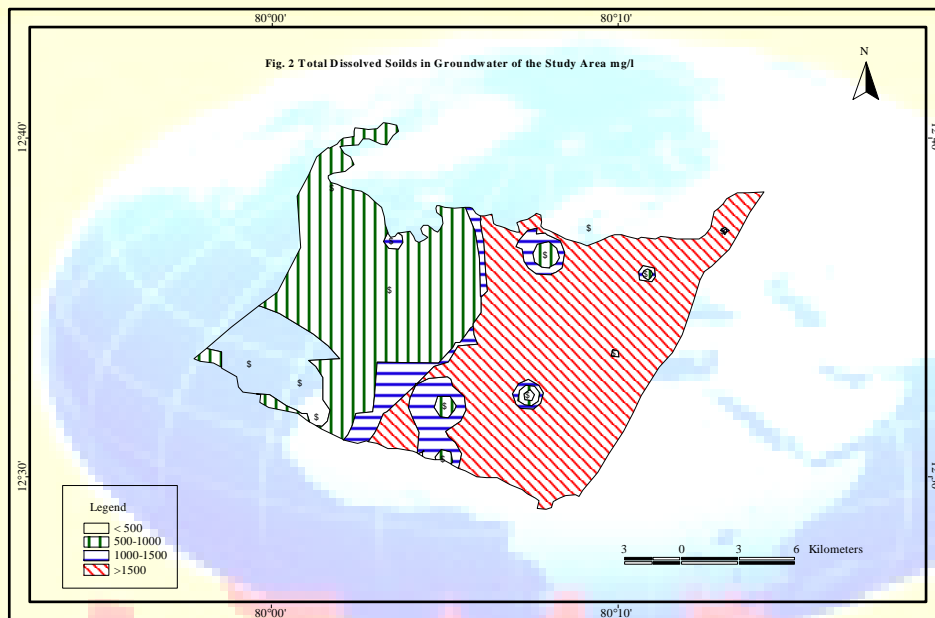 80°00' 80°10'
Fig. 2 Total Dissolved Soilds in Groundwater of the Study Area mg/l
N
12°40'
12°30'
Legend
< 500
500-1000
1000-1500
>1500
3 0 3 6 Kilometers
80°00' 80°10'